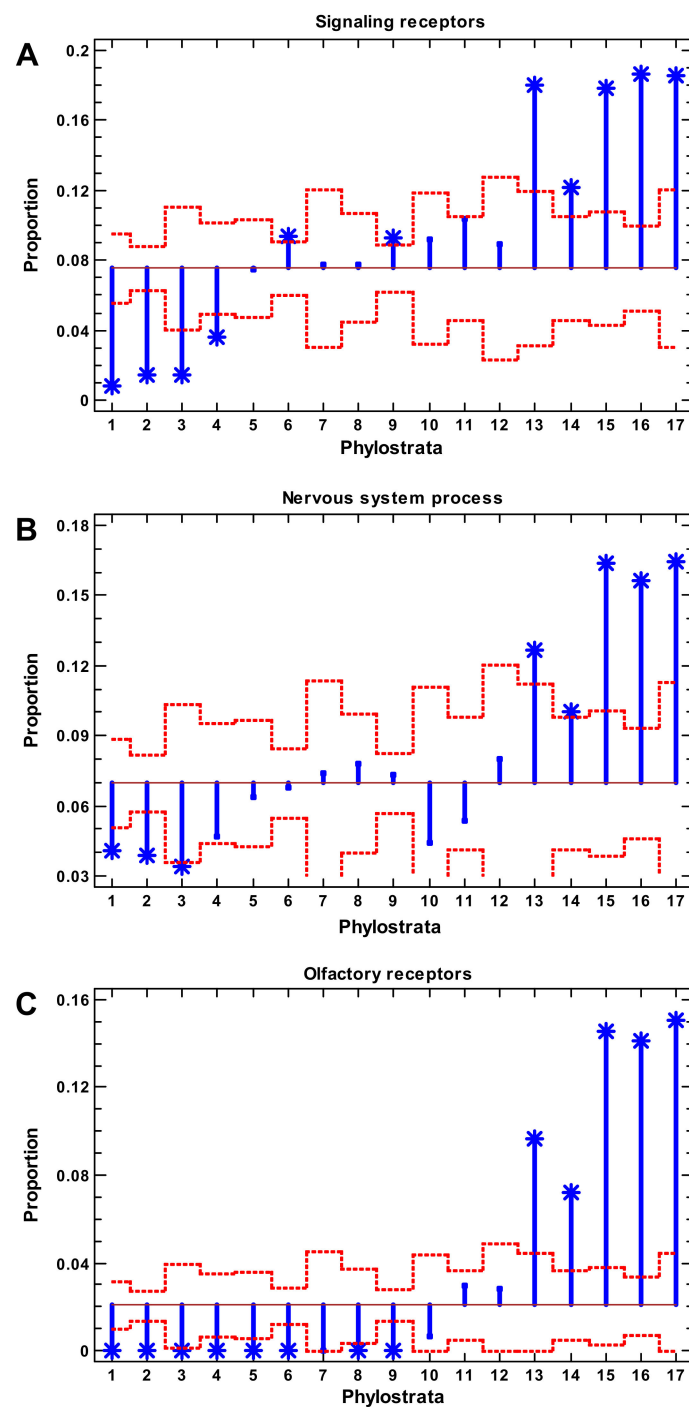 Signaling receptors
A
0.2
0.16
0.12
0.08
0.04
0
Proportion
1 2 3 4 5 6 7 8 9 10 11 12 13 14 15 16 17
Phylostrata
Nervous system process
B
0.18
0.15
0.12
0.09
0.06
0.03
Proportion
1 2 3 4 5 6 7 8 9 10 11 12 13 14 15 16 17
Phylostrata
Olfactory receptors
C
0.16
0.12
0.08
0.04
0
Proportion
1 2 3 4 5 6 7 8 9 10 11 12 13 14 15 16 17
Phylostrata